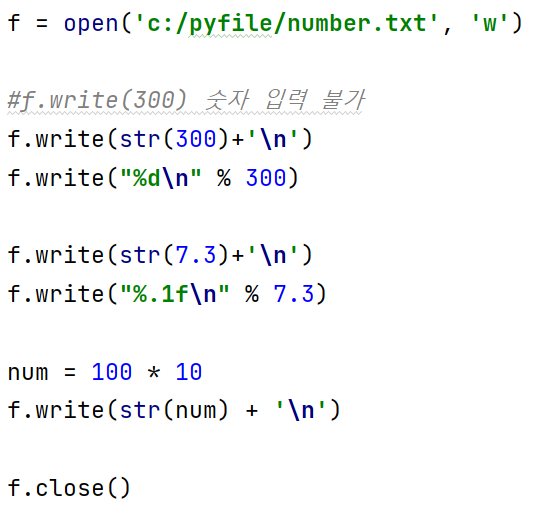 f = open('c:/pyfile/number.txt', 'w')
#f.write(300) 숫자 입력 불가
f.write(str(300)+'\n')
f.write("%d\n" % 300)
f.write(str(7.3)+'\n')
f.write("%.1f\n" % 7.3)
num = 100 * 10
f.write(str(num) + '\n')
f.close()